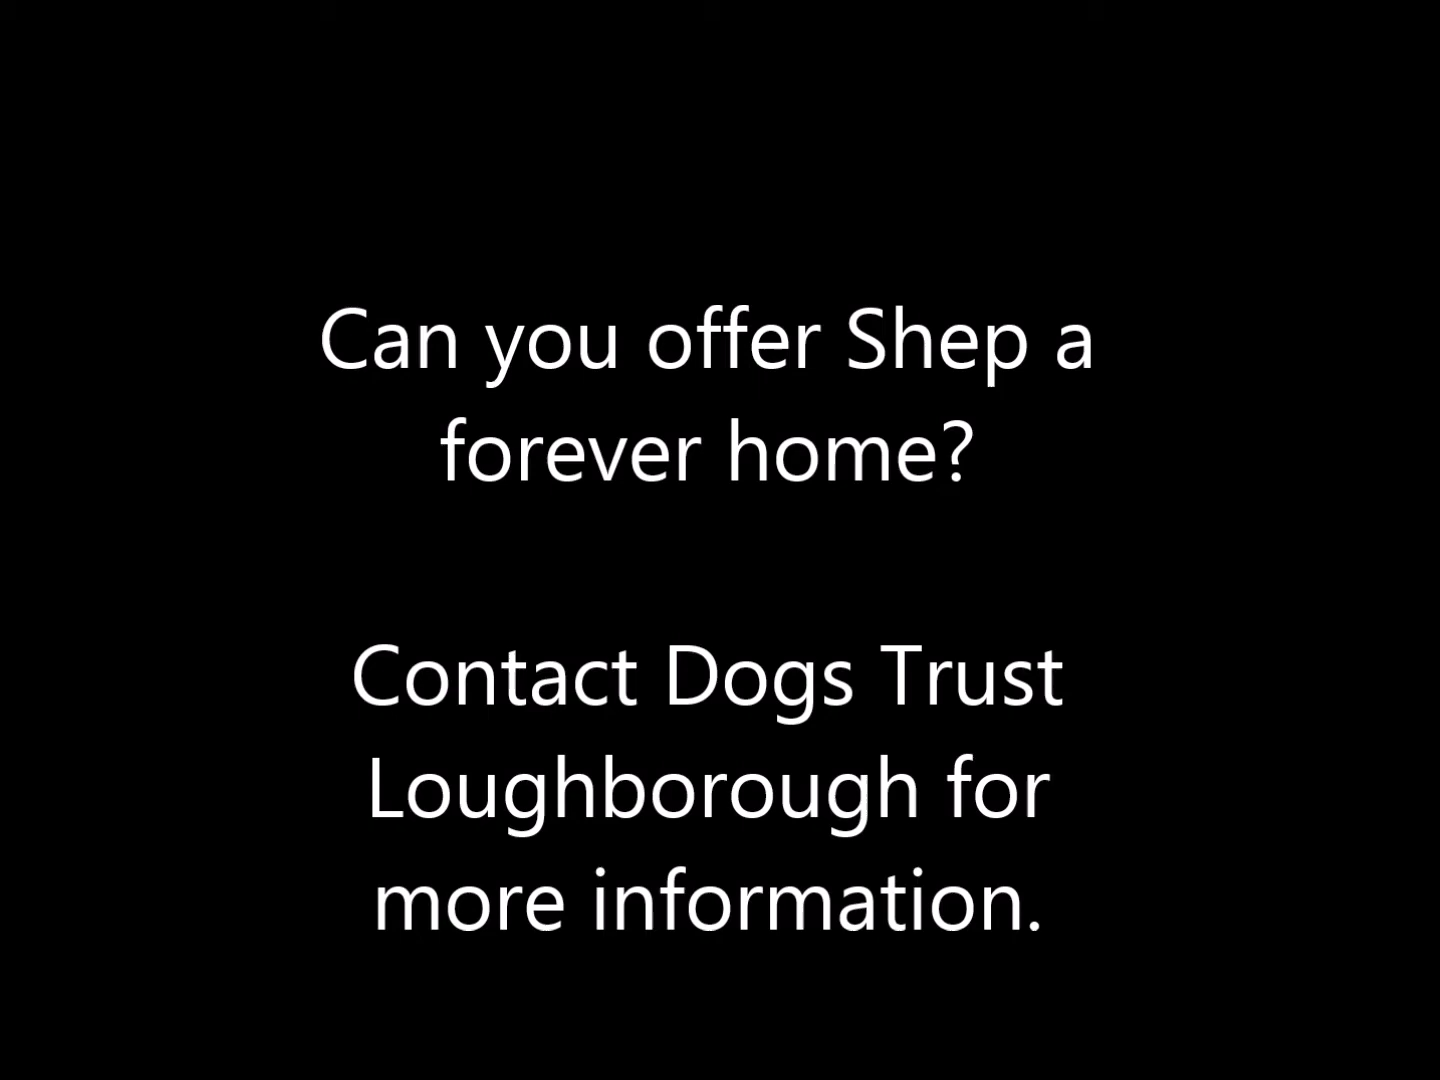 Can you offer Shep a
forever home?
Contact Dogs Trust
Loughborough for
more information.